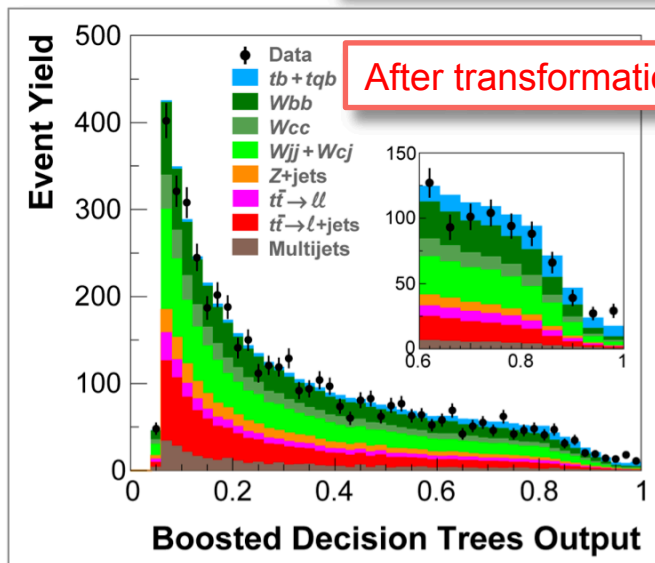 After transformatio
Event Yield
500
400
300
200
100
0
Data
tb+tqb
Wbb
Wcc
Wjj+Wcj
Z+jets
tt̄→ℓℓ
tt̄→ℓ+jets
Multijets
150
100
50
0
0.6 0.8 1
0 0.2 0.4 0.6 0.8 1
Boosted Decision Trees Output